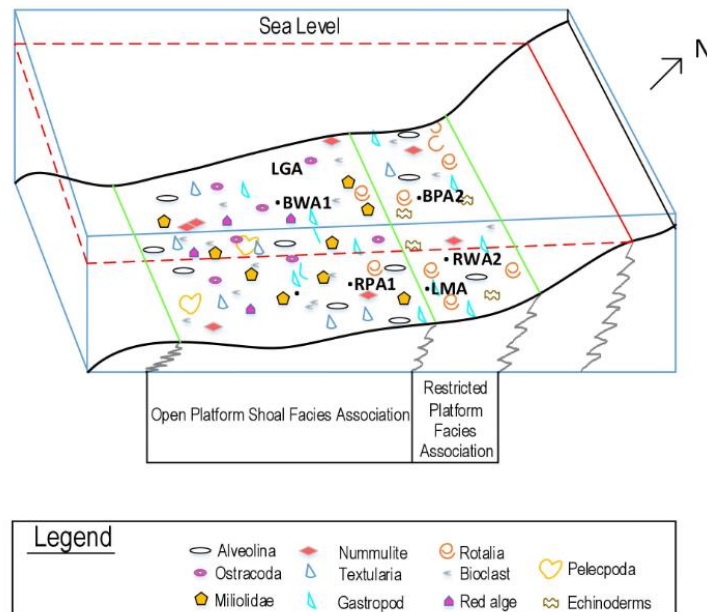 Sea Level
N
LGA
BWA1
BPA2
RWA2
RPA1
LMA
Open Platform Shoal Facies Association
Restricted
Platform
Facies
Association
Legend
Alveolina
Nummulite
Rotalia
Ostracoda
Textularia
Bioclast
Pelecpoda
Miliolidae
Gastropod
Red alge
Echinoderms